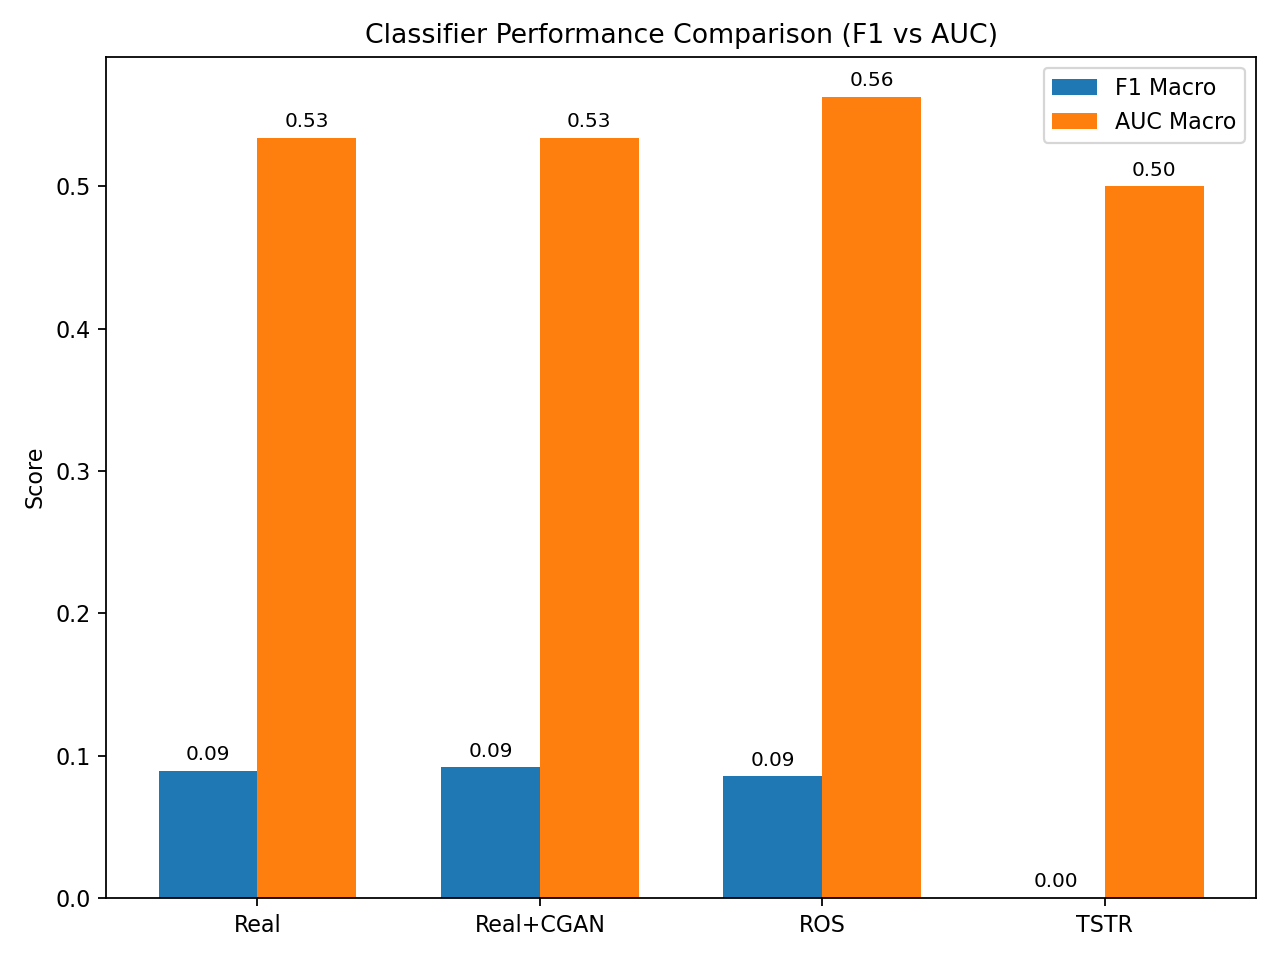 Classifier Performance Comparison (F1 vs AUC)
F1 Macro
AUC Macro
Score
0.5
0.4
0.3
0.2
0.1
0.0
0.09
0.53
0.09
0.53
0.09
0.56
0.00
0.50
Real
Real+CGAN
ROS
TSTR